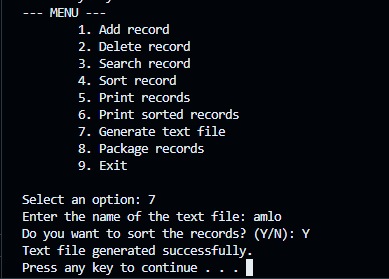 --- MENU ---
1. Add record
2. Delete record
3. Search record
4. Sort record
5. Print records
6. Print sorted records
7. Generate text file
8. Package records
9. Exit
Select an option: 7
Enter the name of the text file: amlo
Do you want to sort the records? (Y/N): Y
Text file generated successfully.
Press any key to continue . . .